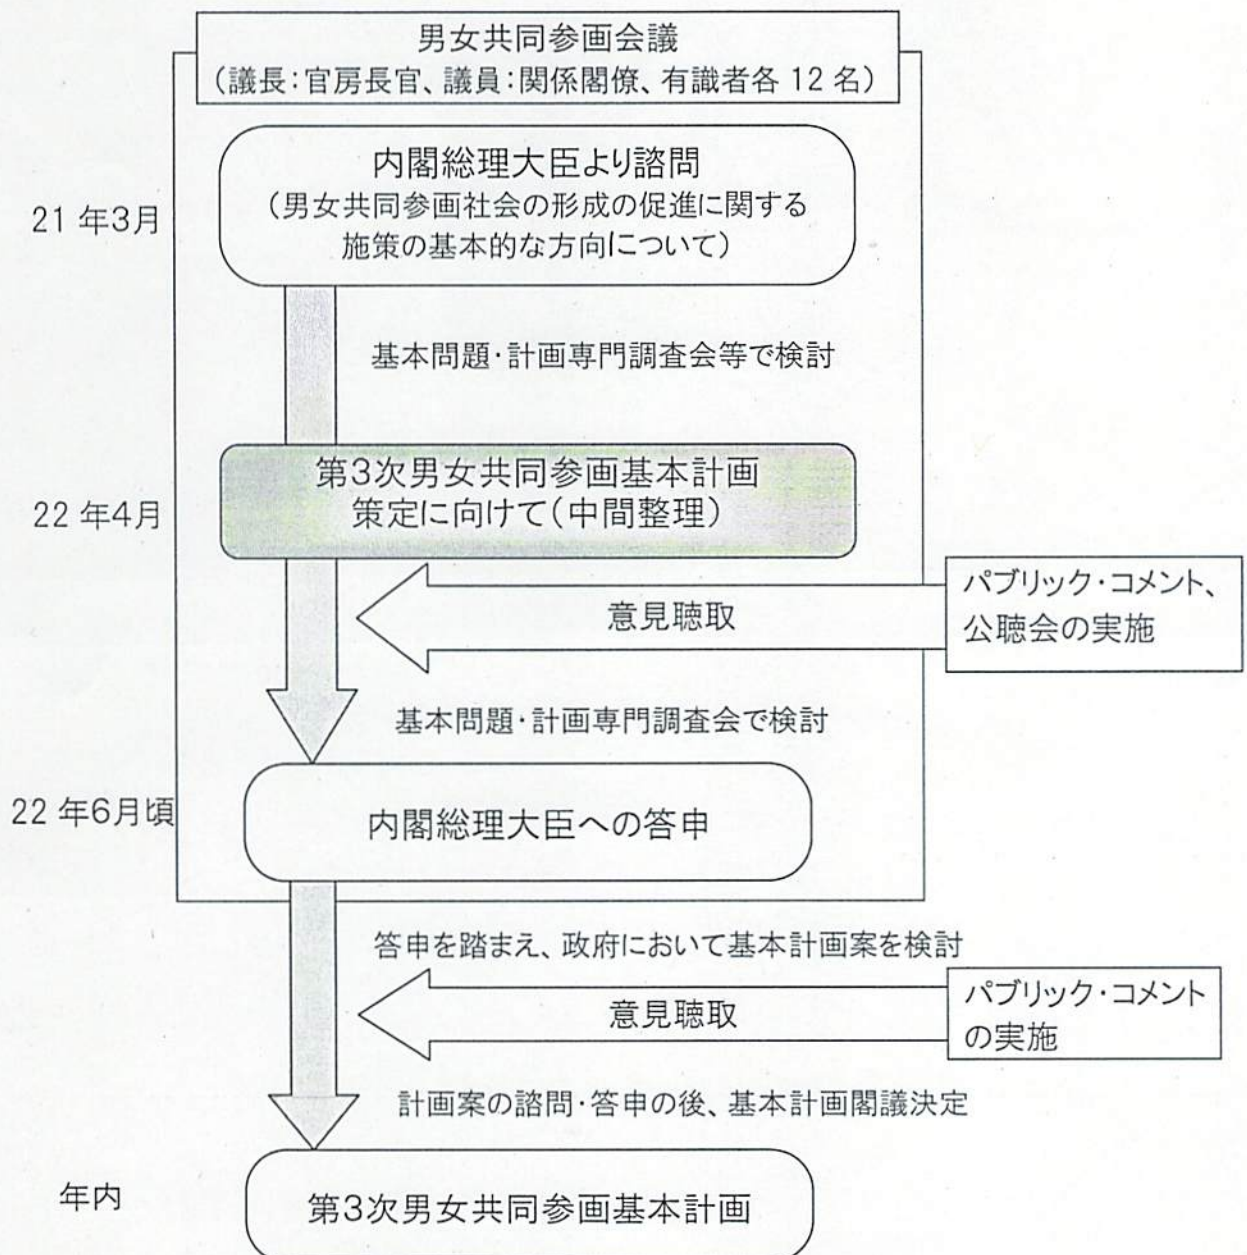 男女共同参画会議
（議長：官房長官、議員：関係閣僚、有識者各 12 名）
21 年3月
内閣総理大臣より諮問
（男女共同参画社会の形成の促進に関する
施策の基本的な方向について）
基本問題・計画専門調査会等で検討
22 年4月
第3次男女共同参画基本計画
策定に向けて（中間整理）
意見聴取
パブリック・コメント、
公聴会の実施
基本問題・計画専門調査会で検討
22 年6月頃
内閣総理大臣への答申
答申を踏まえ、政府において基本計画案を検討
意見聴取
パブリック・コメント
の実施
計画案の諮問・答申の後、基本計画閣議決定
年内
第3次男女共同参画基本計画